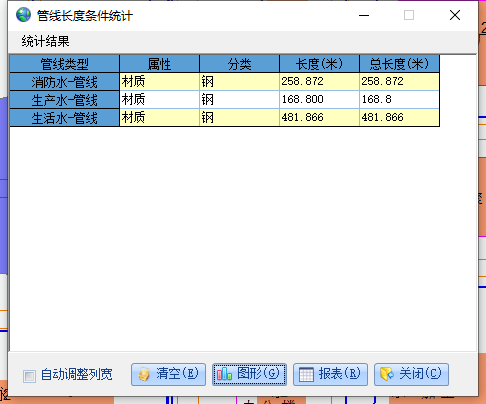 管线长度条件统计
统计结果
管线类型 属性 分类 长度(米) 总长度(米)
消防水-管线 材质 钢 258.872 258.872
生产水-管线 材质 钢 168.800 168.8
生活水-管线 材质 钢 481.866 481.866
自动调整列宽 清空(E) 图形(G) 报表(R) 关闭(C)